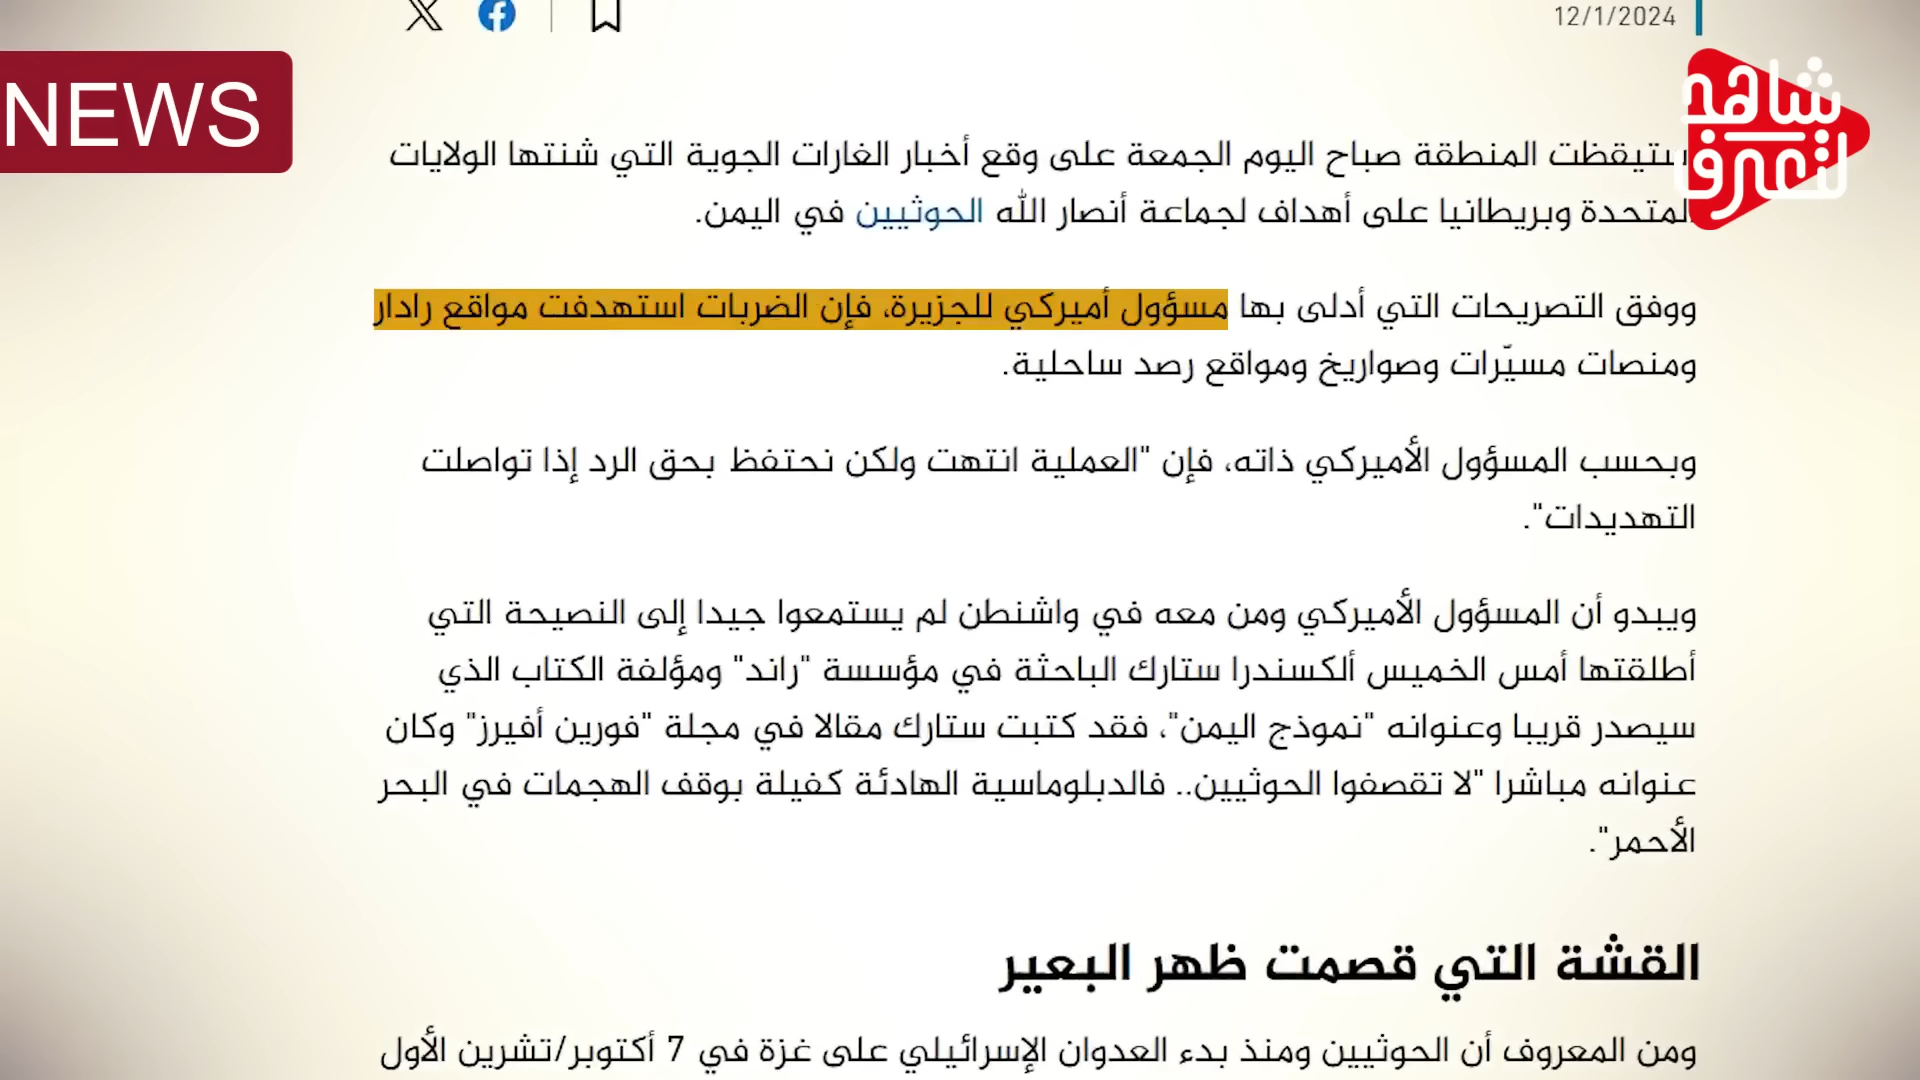 12/1/2024
NEWS
شاهد
لتعرف
ستيقظت المنطقة صباح اليوم الجمعة على وقع أخبار الغارات الجوية التي شنتها الولايات
لمتحدة وبريطانيا على أهداف لجماعة أنصار الله الحوثيين في اليمن.
ووفق التصريحات التي أدلى بها مسؤول أميركي للجزيرة، فإن الضربات استهدفت مواقع رادار
ومنصات مسيّرات وصواريخ ومواقع رصد ساحلية.
وبحسب المسؤول الأميركي ذاته، فإن "العملية انتهت ولكن نحتفظ بحق الرد إذا تواصلت
التهديدات".
ويبدو أن المسؤول الأميركي ومن معه في واشنطن لم يستمعوا جيدا إلى النصيحة التي
أطلقتها أمس الخميس ألكسندرا ستارك الباحثة في مؤسسة "راند" ومؤلفة الكتاب الذي
سيصدر قريبا وعنوانه "نموذج اليمن"، فقد كتبت ستارك مقالا في مجلة "فورين أفيرز" وكان
عنوانه مباشرا "لا تقصفوا الحوثيين.. فالدبلوماسية الهادئة كفيلة بوقف الهجمات في البحر
الأحمر".
القشة التي قصمت ظهر البعير
ومن المعروف أن الحوثيين ومنذ بدء العدوان الإسرائيلي على غزة في 7 أكتوبر/تشرين الأول